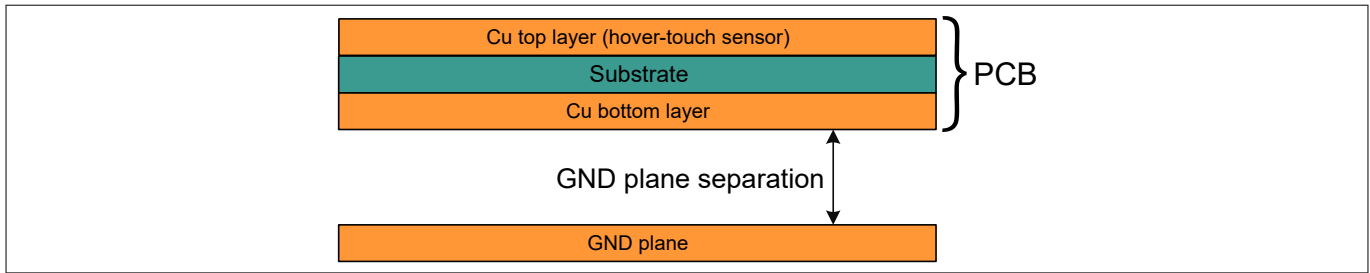 Cu top layer (hover-touch sensor)
Substrate
PCB
Cu bottom layer
GND plane separation
GND plane